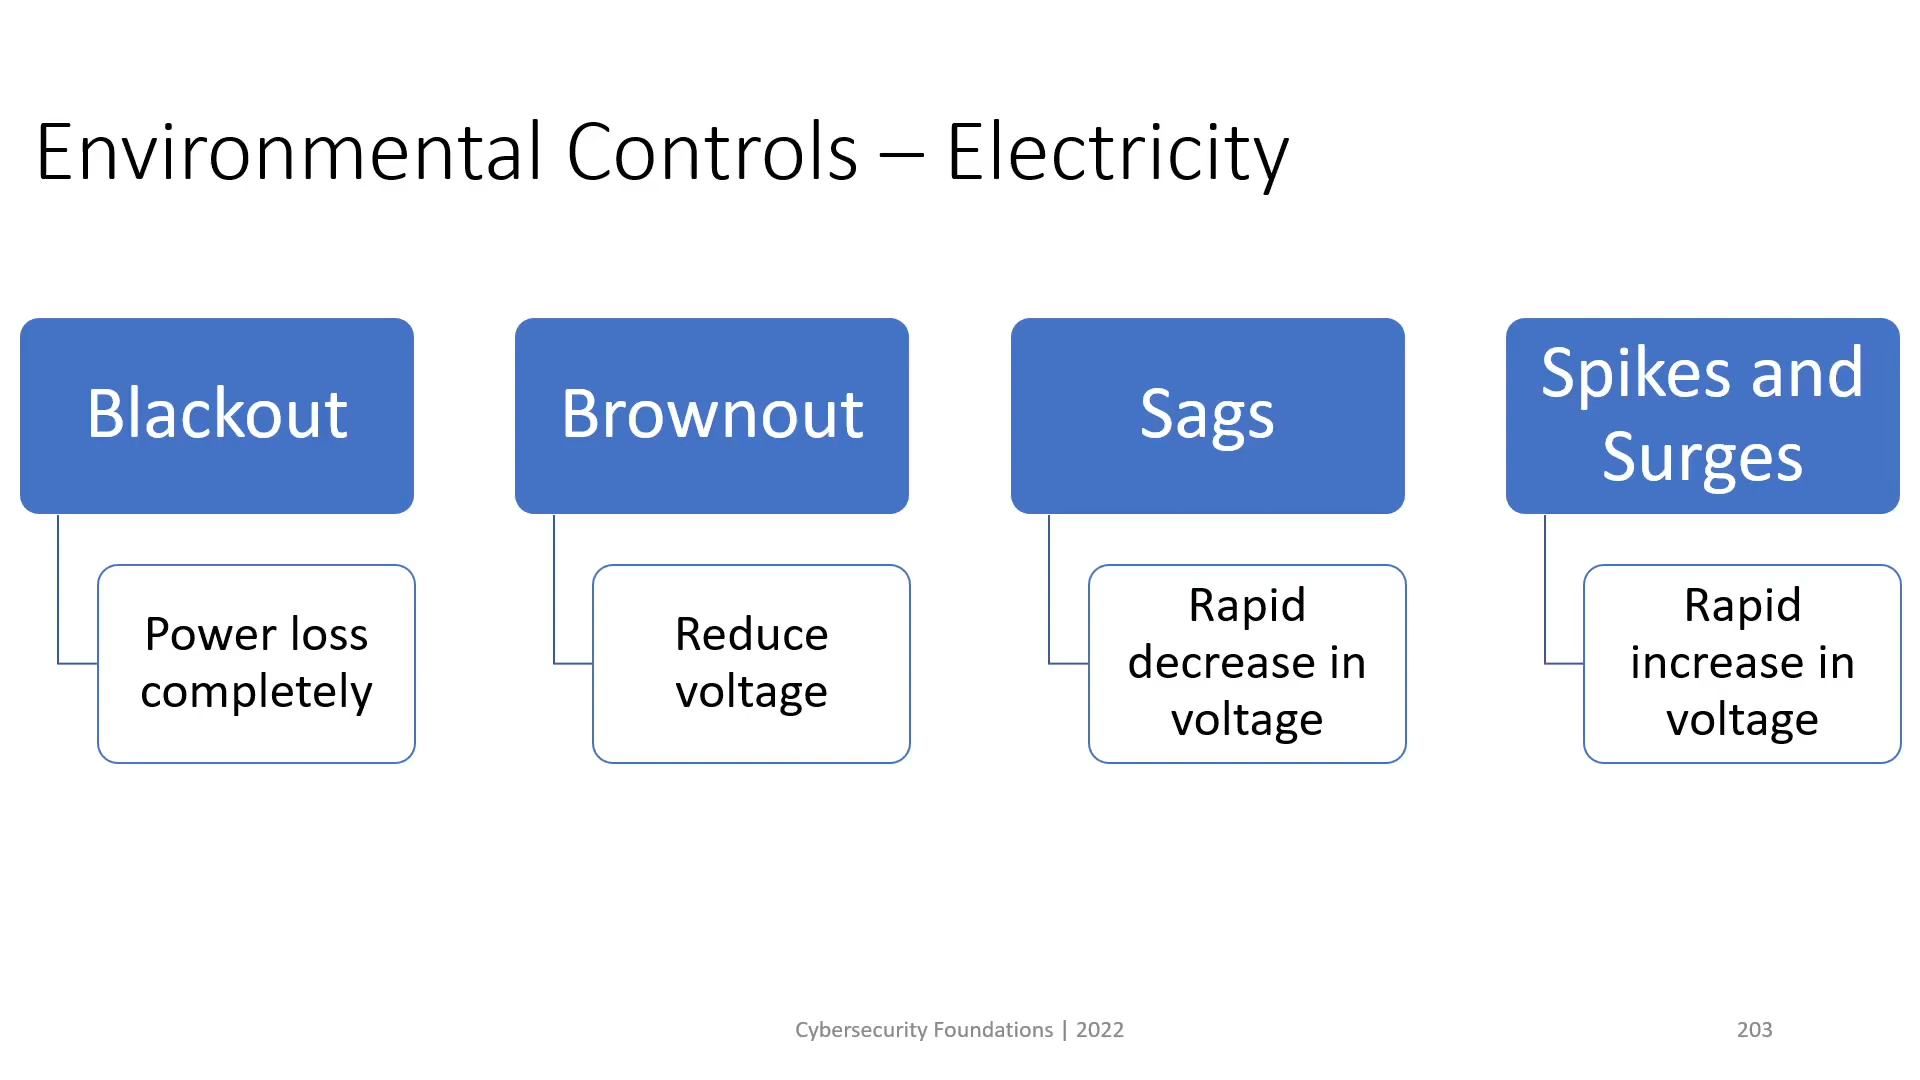 Environmental Controls – Electricity
Blackout
Power loss
completely
Brownout
Reduce
voltage
Sags
Rapid
decrease in
voltage
Spikes and
Surges
Rapid
increase in
voltage
Cybersecurity Foundations | 2022
203